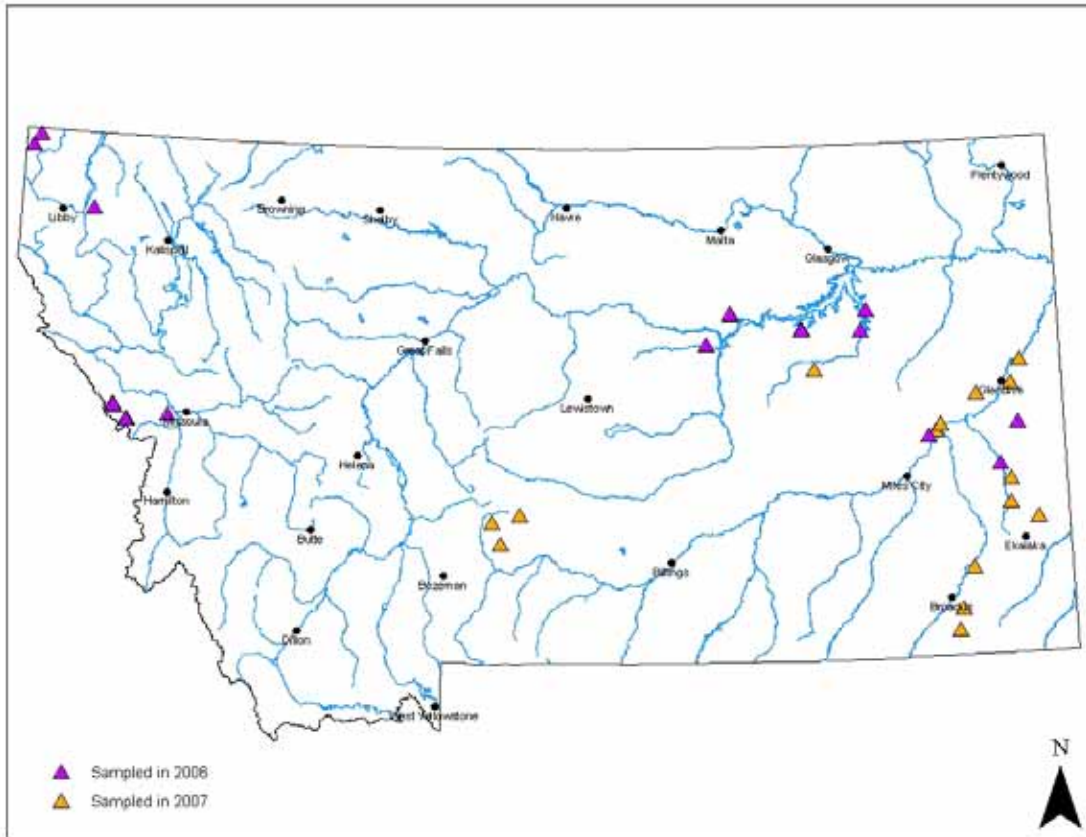 Plentywood
Libby
Browning
Shelby
Havre
Malta
Kalispell
Glasgow
Great Falls
Glendive
Lewistown
Missoula
Helena
Miles City
Hamilton
Butte
Ekalaka
Billings
Bozeman
Broadus
Dillon
West Yellowstone
N
Sampled in 2006
Sampled in 2007